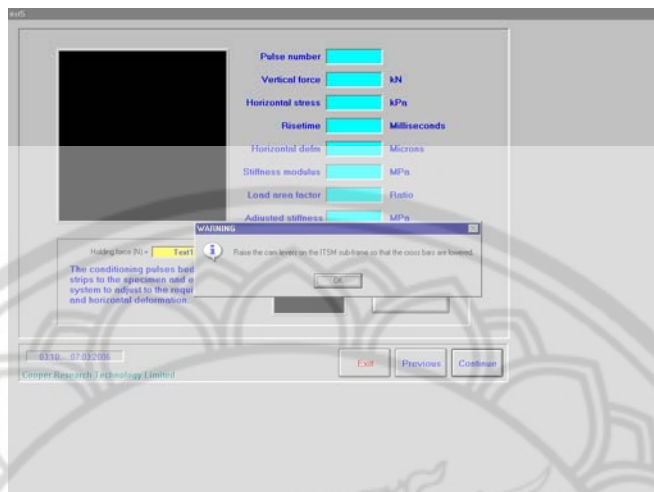 Pulse number
Vertical force kN
Horizontal stress kPa
Risetime Milliseconds
Horizontal defm Microns
Stiffness modulus MPa
Load area factor Ratio
Adjusted stiffness MPa
WARNING
Raise the cam levers on the ITSM sub-frame so that the cross bars are lowered.
OK
Holding force (N) = Text1
The conditioning pulses bed
strips to the specimen and e
system to adjust to the requi
and horizontal deformation.
03:10 07:03:2006
Exit Previous Continue
Cooper Research Technology Limited